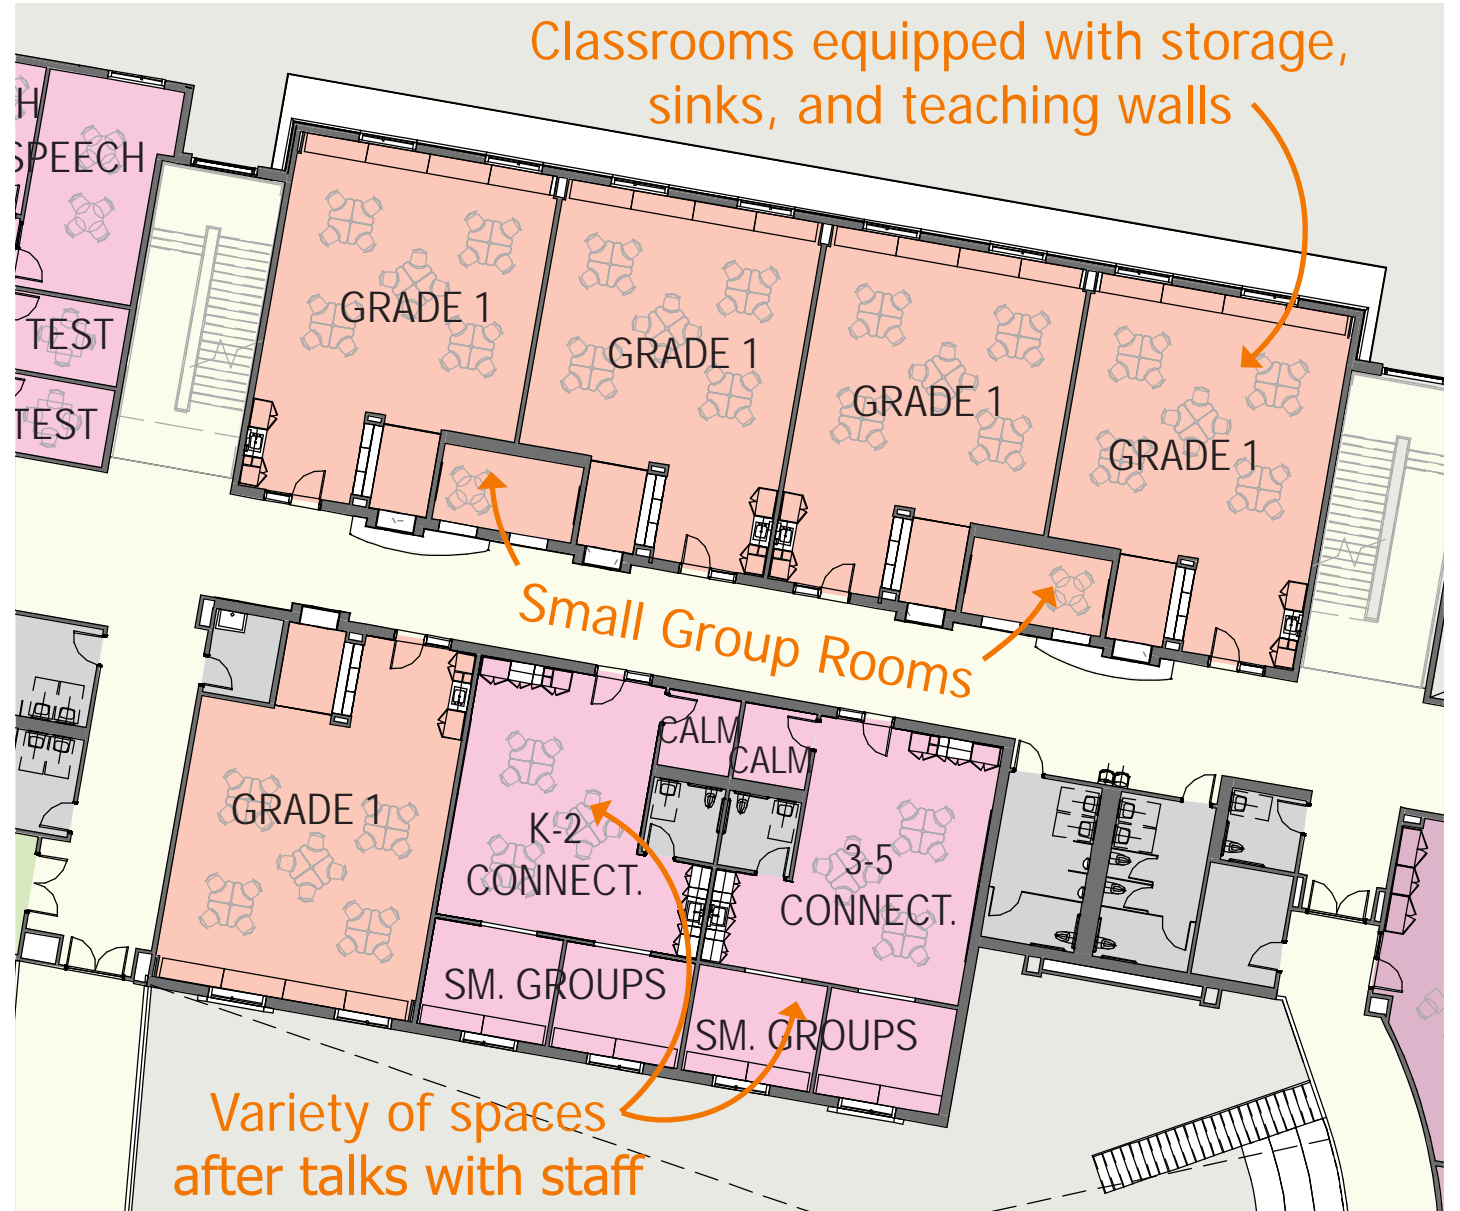 Classrooms equipped with storage,
sinks, and teaching walls
H
SPEECH
TEST
TEST
GRADE 1
GRADE 1
GRADE 1
GRADE 1
Small Group Rooms
GRADE 1
CALM
CALM
K-2
CONNECT.
3-5
CONNECT.
SM. GROUPS
SM. GROUPS
Variety of spaces
after talks with staff